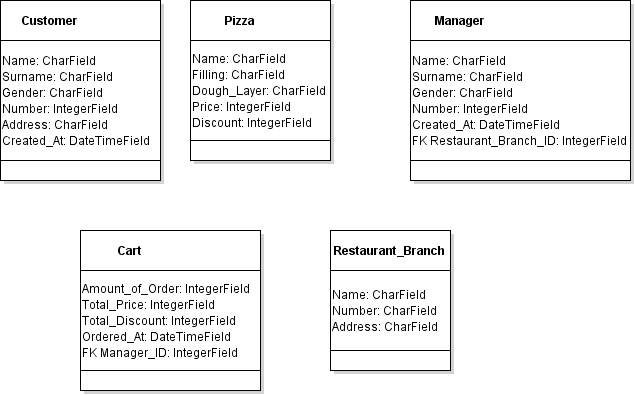 Customer
Name: CharField
Surname: CharField
Gender: CharField
Number: IntegerField
Address: CharField
Created_At: DateTimeField
Pizza
Name: CharField
Filling: CharField
Dough_Layer: CharField
Price: IntegerField
Discount: IntegerField
Manager
Name: CharField
Surname: CharField
Gender: CharField
Number: IntegerField
Created_At: DateTimeField
FK Restaurant_Branch_ID: IntegerField
Cart
Amount_of_Order: IntegerField
Total_Price: IntegerField
Total_Discount: IntegerField
Ordered_At: DateTimeField
FK Manager_ID: IntegerField
Restaurant_Branch
Name: CharField
Number: CharField
Address: CharField